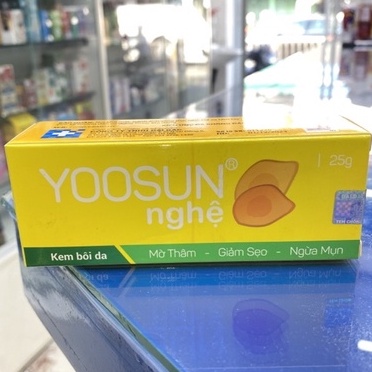 YOOSUN®
nghệ
25g
Kem bôi da
Mờ Thâm - Giảm Sẹo - Ngừa Mụn